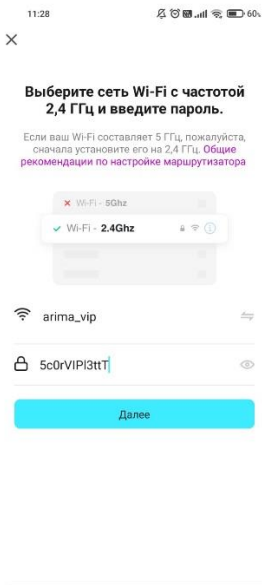 11:28
60%
Выберите сеть Wi-Fi с частотой
2,4 ГГц и введите пароль.
Если ваш Wi-Fi составляет 5 ГГц, пожалуйста,
сначала установите его на 2,4 ГГц. Общие
рекомендации по настройке маршрутизатора
Wi-Fi - 5Ghz
Wi-Fi - 2.4Ghz
arima_vip
5c0rVIPl3ttT
Далее